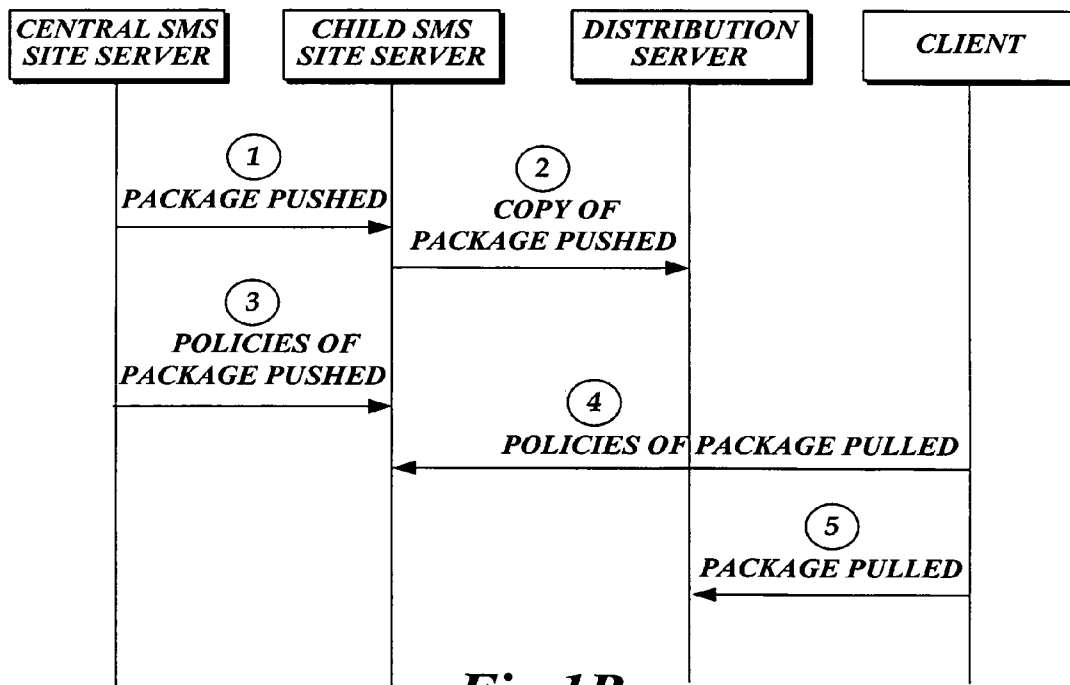 CENTRAL SMS
SITE SERVER
CHILD SMS
SITE SERVER
DISTRIBUTION
SERVER
CLIENT
1
PACKAGE PUSHED
2
COPY OF
PACKAGE PUSHED
3
POLICIES OF
PACKAGE PUSHED
4
POLICIES OF PACKAGE PULLED
5
PACKAGE PULLED